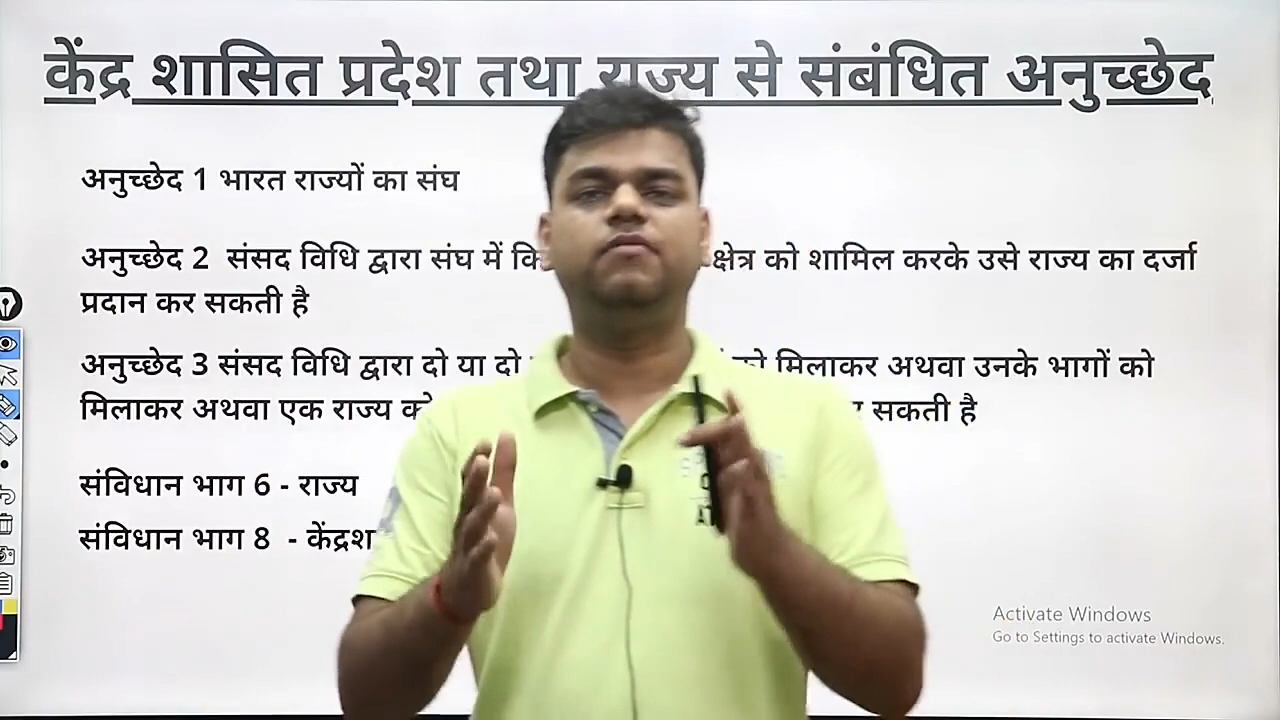 केंद्र शासित प्रदेश तथा राज्य से संबंधित अनुच्छेद
अनुच्छेद 1 भारत राज्यों का संघ
अनुच्छेद 2 संसद विधि द्वारा संघ में क्षेत्र को शामिल करके उसे राज्य का दर्जा
प्रदान कर सकती है
अनुच्छेद 3 संसद विधि द्वारा दो या दो मिलाकर अथवा उनके भागों को
मिलाकर अथवा एक राज्य सकती है
संविधान भाग 6 - राज्य
संविधान भाग 8 -
Activate Windows
Go to Settings to activate Windows.